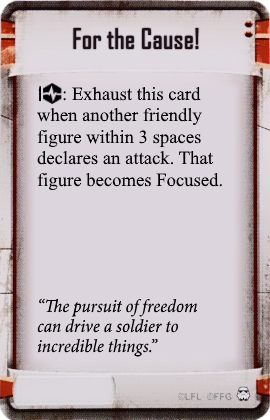 For the Cause!
1: Exhaust this card
when another friendly
figure within 3 spaces
declares an attack. That
figure becomes Focused.
“The pursuit of freedom
can drive a soldier to
incredible things.”
©LFL ©FFG